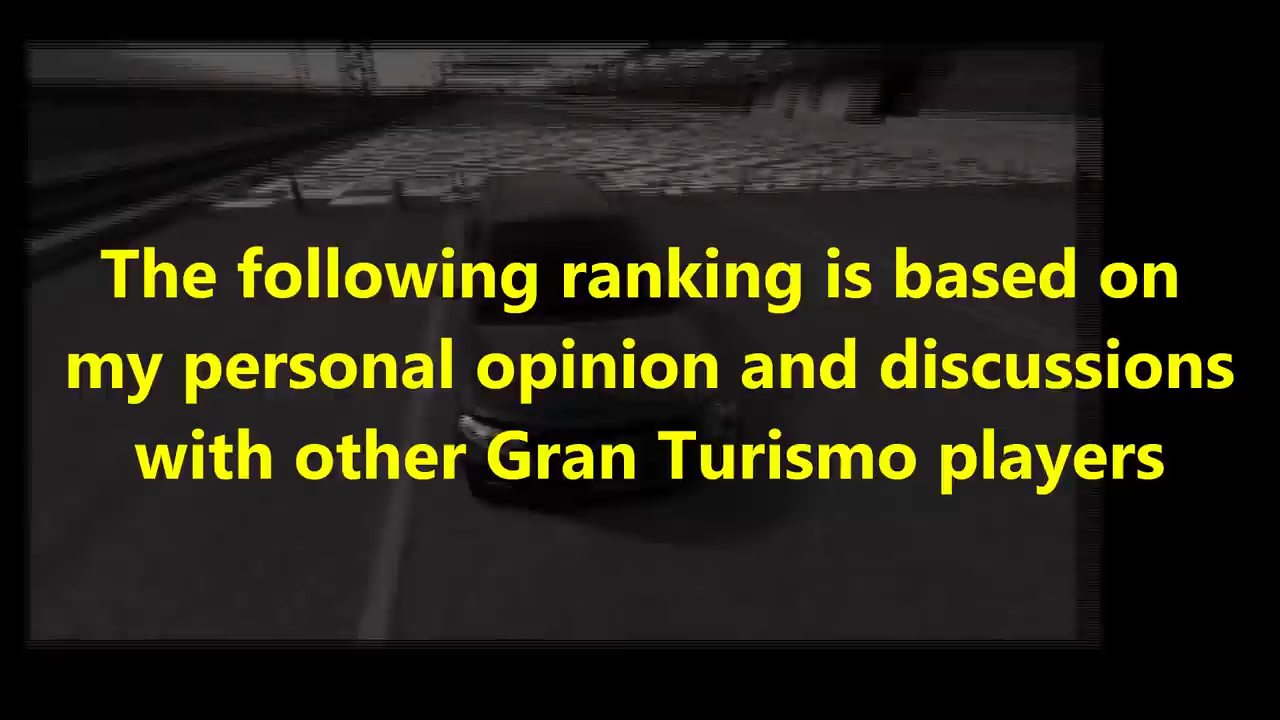 The following ranking is based on
my personal opinion and discussions
with other Gran Turismo players